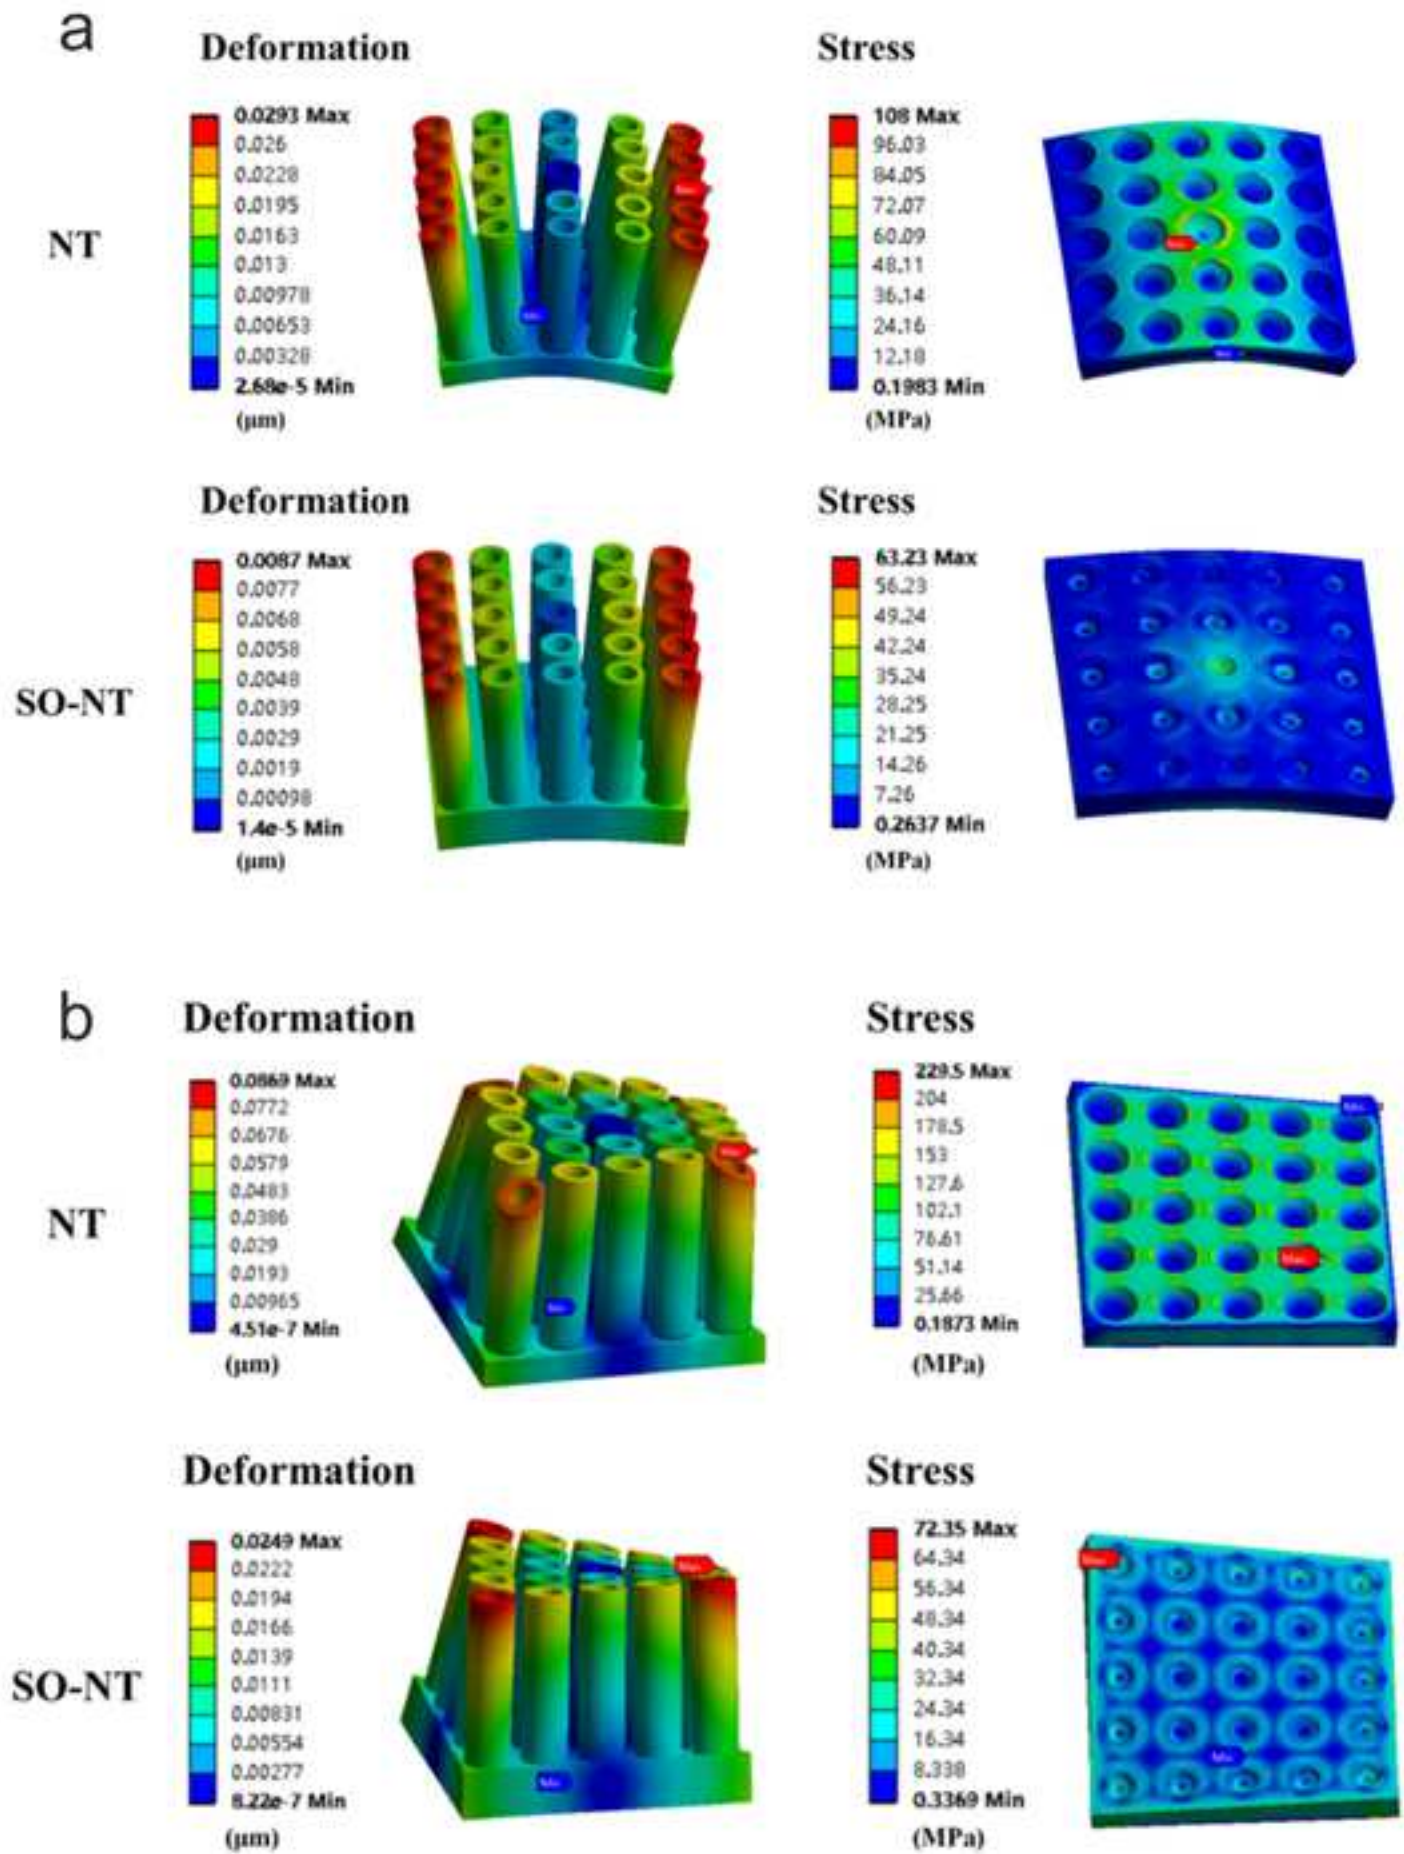 a
Deformation
Stress
NT
0.0293 Max
0.026
0.0228
0.0195
0.0163
0.013
0.00978
0.00653
0.00328
2.68e-5 Min
(μm)
108 Max
96.03
84.05
72.07
60.09
48.11
36.14
24.16
12.18
0.1983 Min
(MPa)
Deformation
Stress
SO-NT
0.0087 Max
0.0077
0.0068
0.0058
0.0048
0.0039
0.0029
0.0019
0.00098
1.4e-5 Min
(μm)
63.23 Max
56.23
49.24
42.24
35.24
28.25
21.25
14.26
7.26
0.2637 Min
(MPa)
b
Deformation
Stress
NT
0.0869 Max
0.0772
0.0676
0.0579
0.0483
0.0386
0.029
0.0193
0.00965
4.51e-7 Min
(μm)
229.5 Max
204
178.5
153
127.6
102.1
76.61
51.14
25.66
0.1873 Min
(MPa)
Deformation
Stress
SO-NT
0.0249 Max
0.0222
0.0194
0.0166
0.0139
0.0111
0.00831
0.00554
0.00277
8.22e-7 Min
(μm)
72.35 Max
64.34
56.34
48.34
40.34
32.34
24.34
16.34
8.338
0.3369 Min
(MPa)